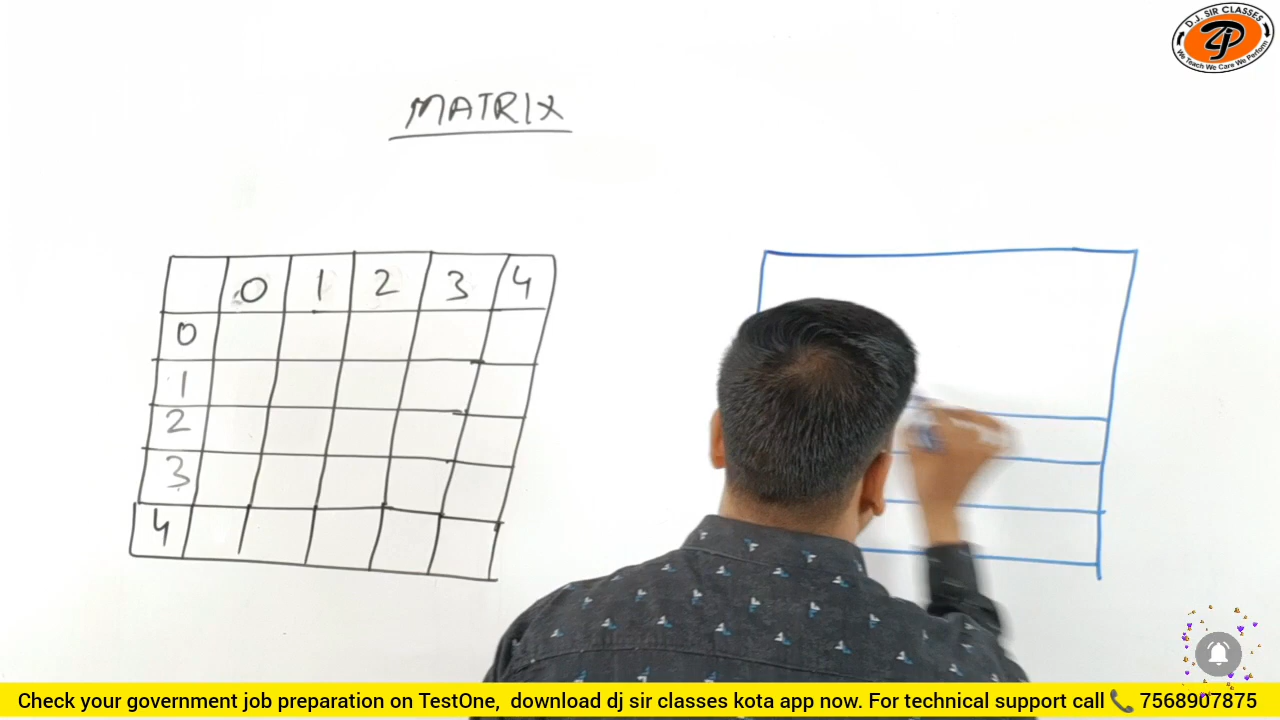 D.J. SIR CLASSES
We Teach We Care We Perform
MATRIX
0 1 2 3 4
0
1
2
3
4
Check your government job preparation on TestOne, download dj sir classes kota app now. For technical support call 📞 7568907875